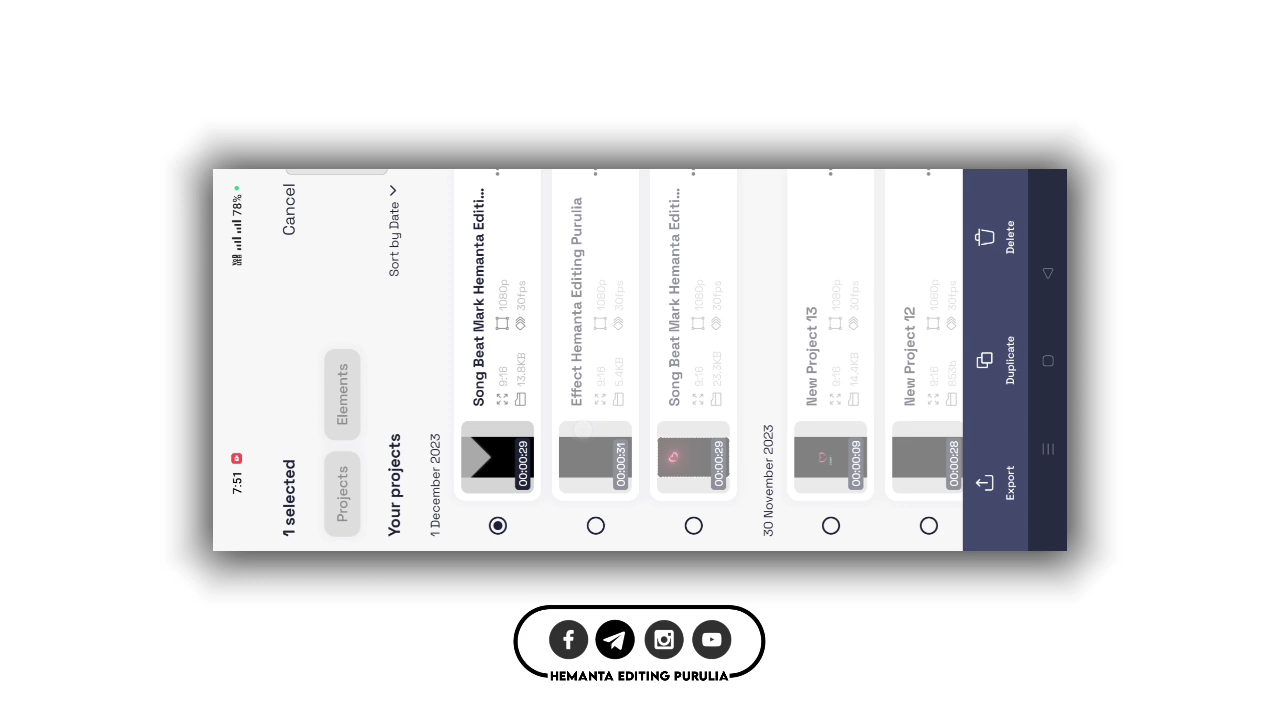 7:51
VoLTE 78%
1 selected
Cancel
Projects
Elements
Your projects
Sort by Date
1 December 2023
Song Beat Mark Hemanta Editi...
9:16
1080p
13.8KB
30fps
00:00:29
Effect Hemanta Editing Purulia
9:16
1080p
5.4KB
30fps
00:00:31
Song Beat Mark Hemanta Editi...
9:16
1080p
23.3KB
30fps
00:00:29
30 November 2023
New Project 13
9:16
1080p
14.4KB
30fps
00:00:09
New Project 12
9:16
1080p
853b
30fps
00:00:28
Export
Duplicate
Delete
HEMANTA EDITING PURULIA